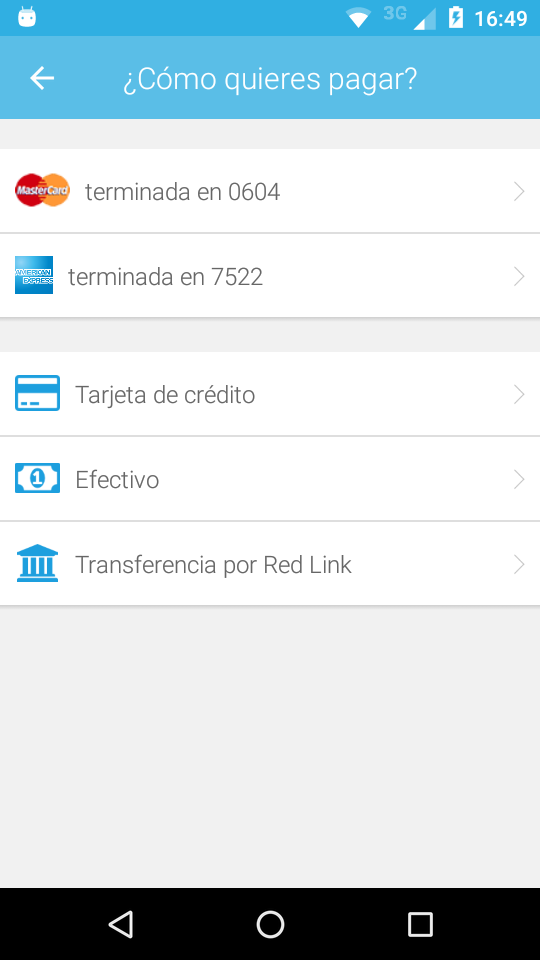 3G 16:49
¿Cómo quieres pagar?
MasterCard terminada en 0604
AMERICAN EXPRESS terminada en 7522
Tarjeta de crédito
1 Efectivo
Transferencia por Red Link